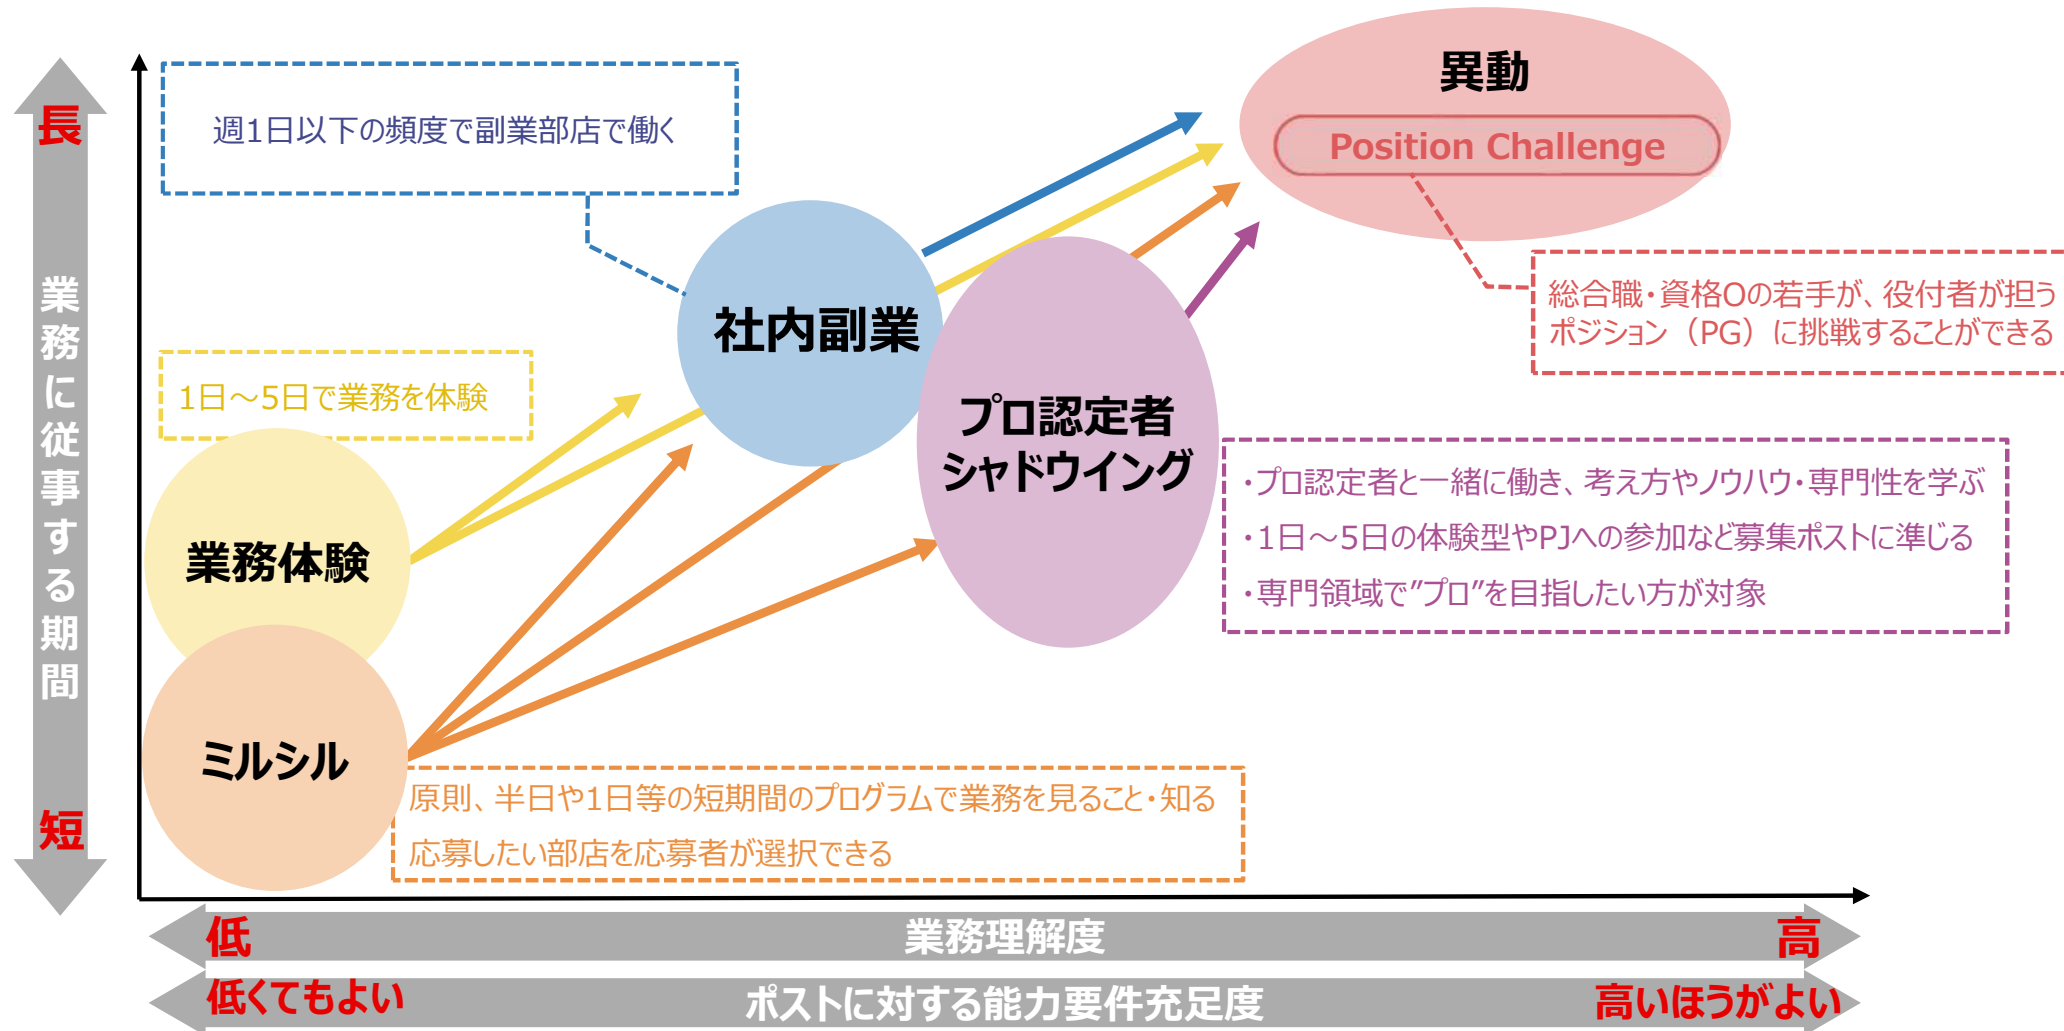 異動
Position Challenge
長
週1日以下の頻度で副業部店で働く
総合職・資格Oの若手が、役付者が担う
ポジション（PG）に挑戦することができる
社内副業
業務に従事する期間
1日～5日で業務を体験
プロ認定者
シャドウイング
・プロ認定者と一緒に働き、考え方やノウハウ・専門性を学ぶ
・1日～5日の体験型やPJへの参加など募集ポストに準じる
・専門領域で”プロ”を目指したい方が対象
業務体験
ミルシル
原則、半日や1日等の短期間のプログラムで業務を見ること・知る
応募したい部店を応募者が選択できる
短
低 業務理解度 高
低くてもよい ポストに対する能力要件充足度 高いほうがよい